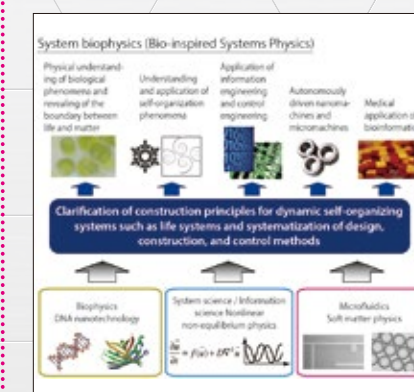 System biophysics (Bio-inspired Systems Physics)
Physical understand-
ing of biological
phenomena and
revealing of the
boundary between
life and matter
Understanding
and application of
self-organization
phenomena
Application of
information
engineering
and control
engineering
Autonomously
driven nanoma-
chines and
micromachines
Medical
application o
bioinformati
Clarification of construction principles for dynamic self-organizing
systems such as life systems and systematization of design,
construction, and control methods
Biophysics
DNA nanotechnology
System science / Information
science Nonlinear
non-equilibrium physics
Microfluidics
Soft matter physics